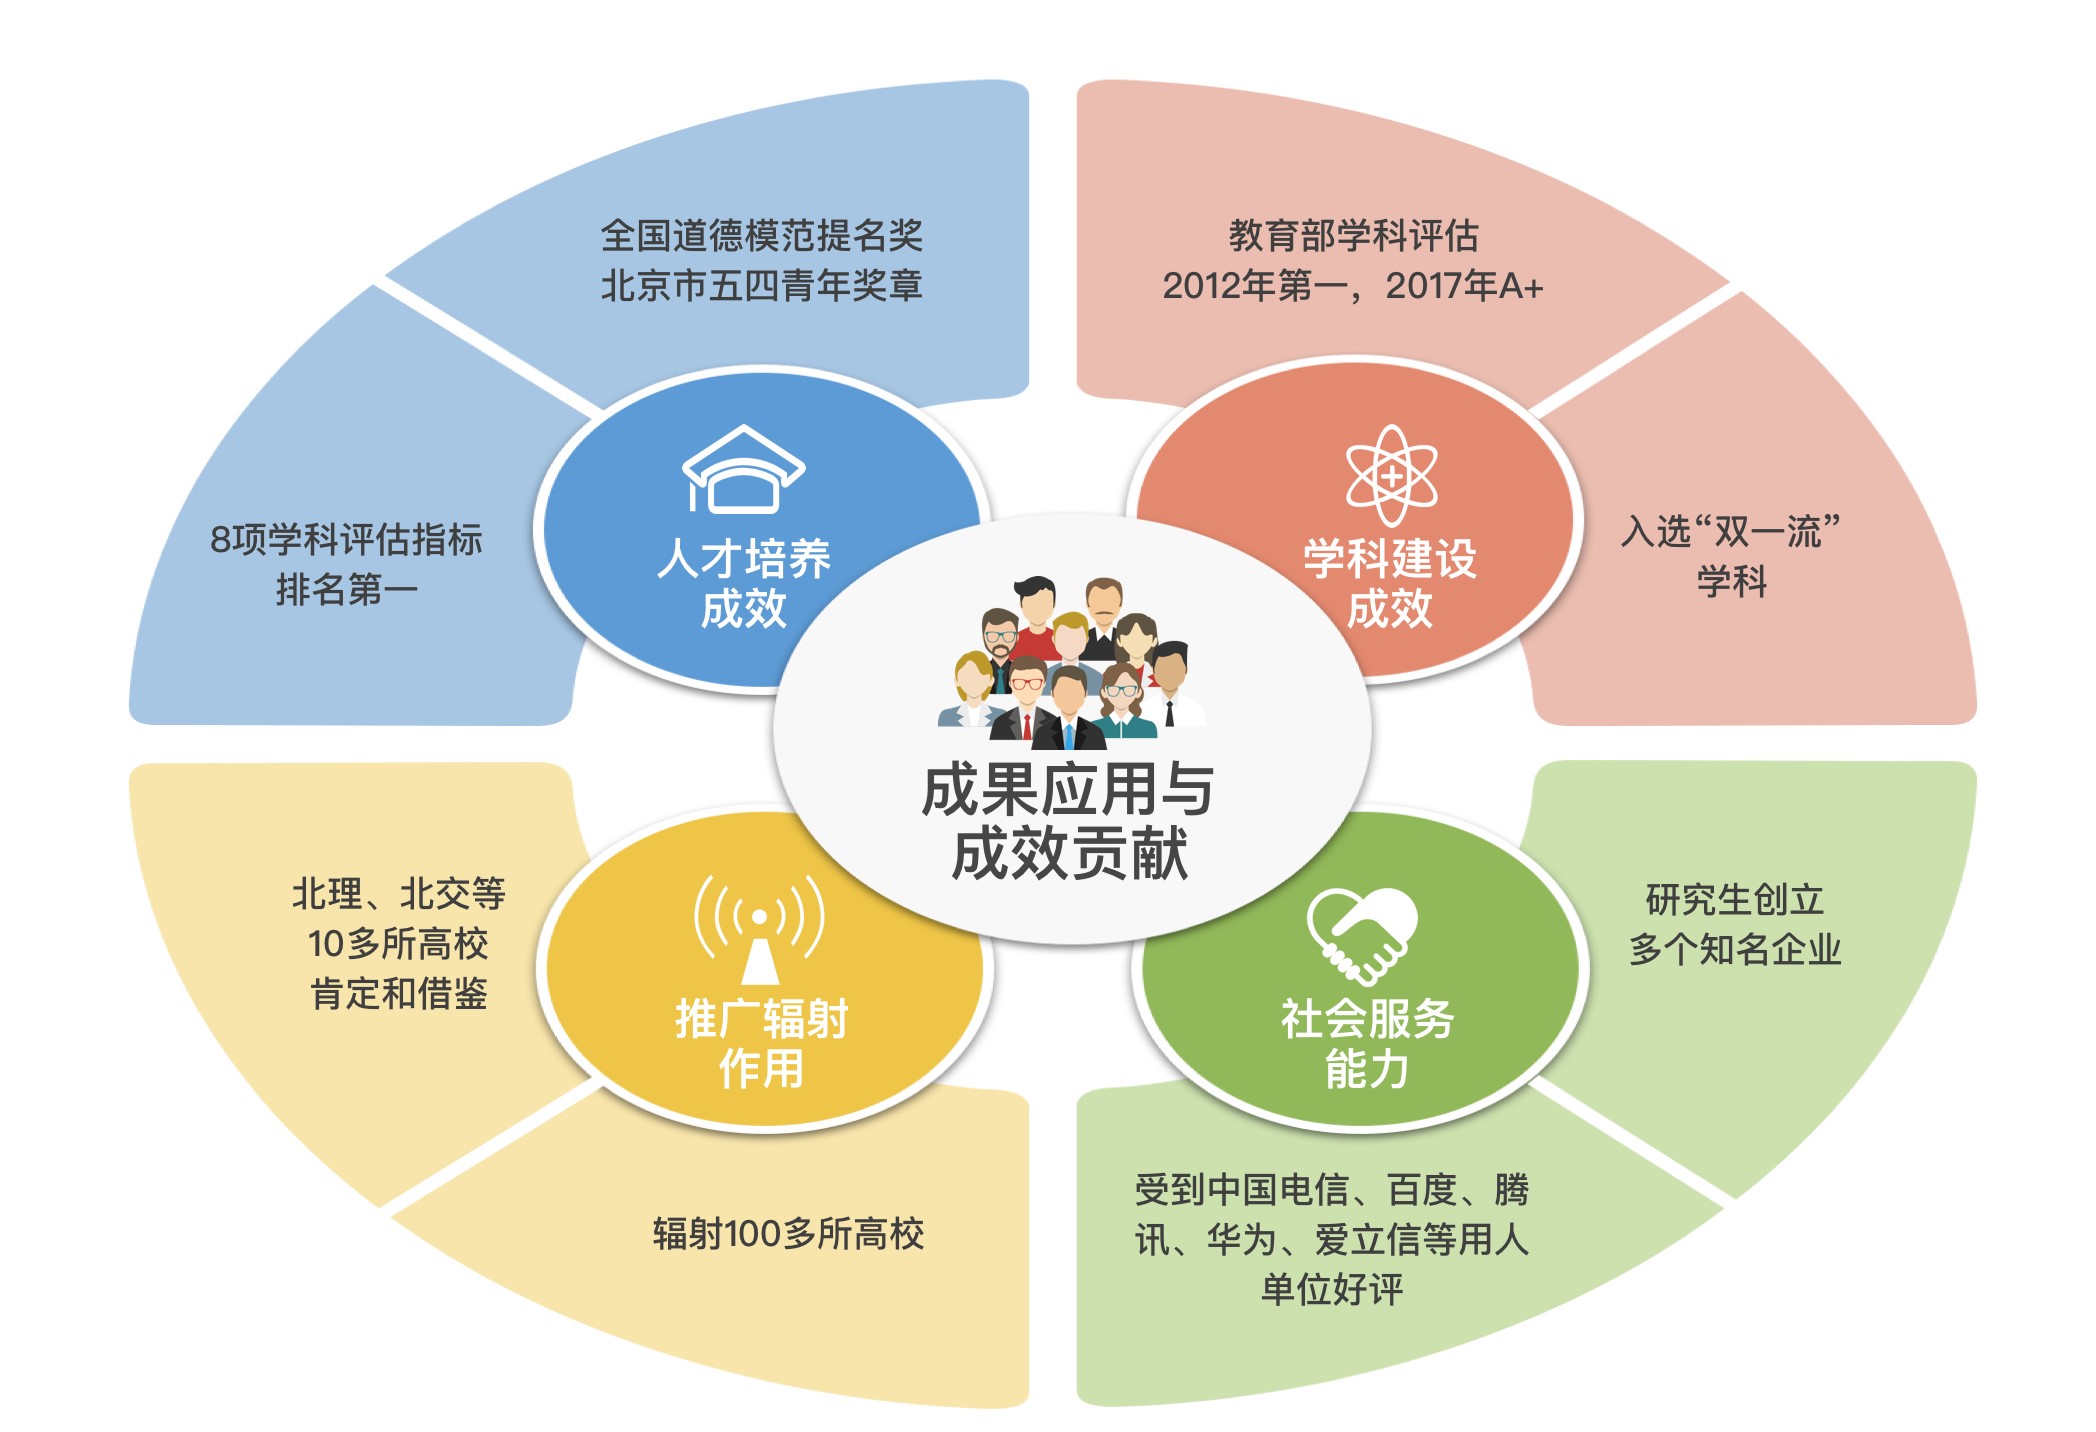 全国道德模范提名奖
北京市五四青年奖章
8项学科评估指标
排名第一
人才培养
成效
教育部学科评估
2012年第一，2017年A+
入选“双一流”
学科
学科建设
成效
成果应用与
成效贡献
北理、北交等
10多所高校
肯定和借鉴
推广辐射
作用
辐射100多所高校
研究生创立
多个知名企业
社会服务
能力
受到中国电信、百度、腾
讯、华为、爱立信等用人
单位好评